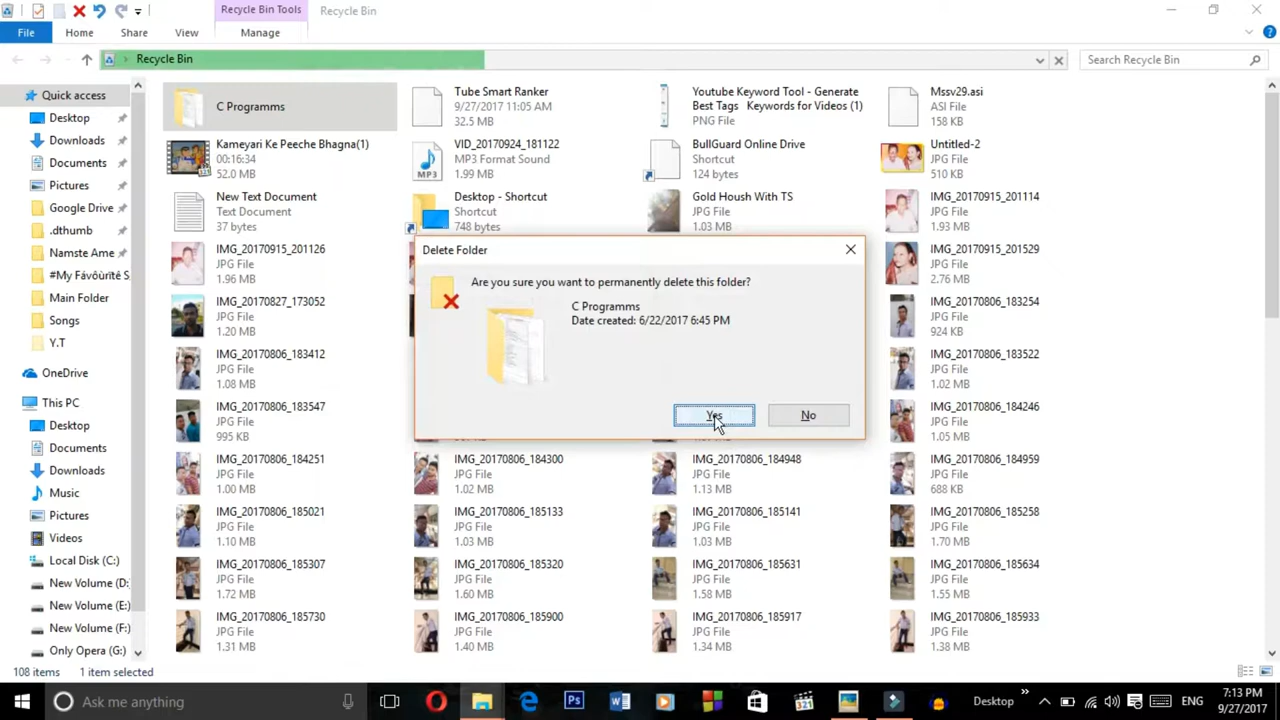 Recycle Bin Tools
Recycle Bin
File
Home
Share
View
Manage
Recycle Bin
Search Recycle Bin
Quick access
Desktop
Downloads
Documents
Pictures
Google Drive
.dthumb
Namste Ame
#My Fávòùrítê S
Main Folder
Songs
Y.T
OneDrive
This PC
Desktop
Documents
Downloads
Music
Pictures
Videos
Local Disk (C:)
New Volume (D:)
New Volume (E:)
New Volume (F:)
Only Opera (G:)
C Programms
Tube Smart Ranker
9/27/2017 11:05 AM
32.5 MB
Youtube Keyword Tool - Generate
Best Tags Keywords for Videos (1)
PNG File
Mssv29.asi
ASI File
158 KB
Kameyari Ke Peeche Bhagna(1)
00:16:34
52.0 MB
VID_20170924_181122
MP3 Format Sound
1.99 MB
MP3
BullGuard Online Drive
Shortcut
124 bytes
Untitled-2
JPG File
510 KB
New Text Document
Text Document
37 bytes
Desktop - Shortcut
Shortcut
748 bytes
Gold Housh With TS
JPG File
1.03 MB
IMG_20170915_201114
JPG File
1.93 MB
IMG_20170915_201126
JPG File
1.96 MB
IMG_20170915_201529
JPG File
2.76 MB
IMG_20170827_173052
JPG File
1.20 MB
IMG_20170806_183254
JPG File
924 KB
IMG_20170806_183412
JPG File
1.08 MB
IMG_20170806_183522
JPG File
1.02 MB
IMG_20170806_183547
JPG File
995 KB
IMG_20170806_184246
JPG File
1.05 MB
Delete Folder
Are you sure you want to permanently delete this folder?
C Programms
Date created: 6/22/2017 6:45 PM
Yes
No
IMG_20170806_184251
JPG File
1.00 MB
IMG_20170806_184300
JPG File
1.02 MB
IMG_20170806_184948
JPG File
1.13 MB
IMG_20170806_184959
JPG File
688 KB
IMG_20170806_185021
JPG File
1.10 MB
IMG_20170806_185133
JPG File
1.03 MB
IMG_20170806_185141
JPG File
1.03 MB
IMG_20170806_185258
JPG File
1.70 MB
IMG_20170806_185307
JPG File
1.72 MB
IMG_20170806_185320
JPG File
1.60 MB
IMG_20170806_185631
JPG File
1.58 MB
IMG_20170806_185634
JPG File
1.55 MB
IMG_20170806_185730
JPG File
1.31 MB
IMG_20170806_185900
JPG File
1.40 MB
IMG_20170806_185917
JPG File
1.34 MB
IMG_20170806_185933
JPG File
1.38 MB
108 items
1 item selected
Ask me anything
Ps
Desktop
ENG
7:13 PM
9/27/2017